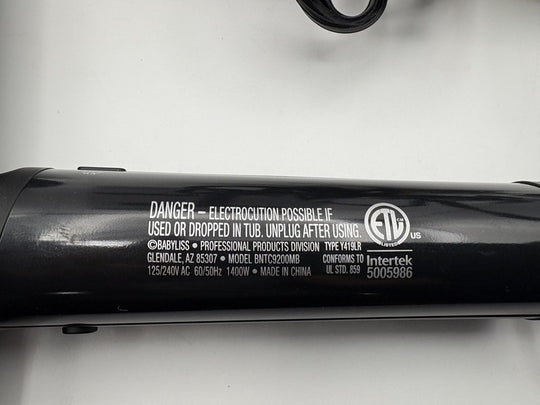 DANGER – ELECTROCUTION POSSIBLE IF
USED OR DROPPED IN TUB. UNPLUG AFTER USING.
©BABYLISS • PROFESSIONAL PRODUCTS DIVISION TYPE Y419LR
GLENDALE, AZ 85307 • MODEL BNTC9200MB
125/240V AC 60/50Hz 1400W • MADE IN CHINA
CONFORMS TO
UL STD. 859
ETL
LISTED
US
Intertek
5005986